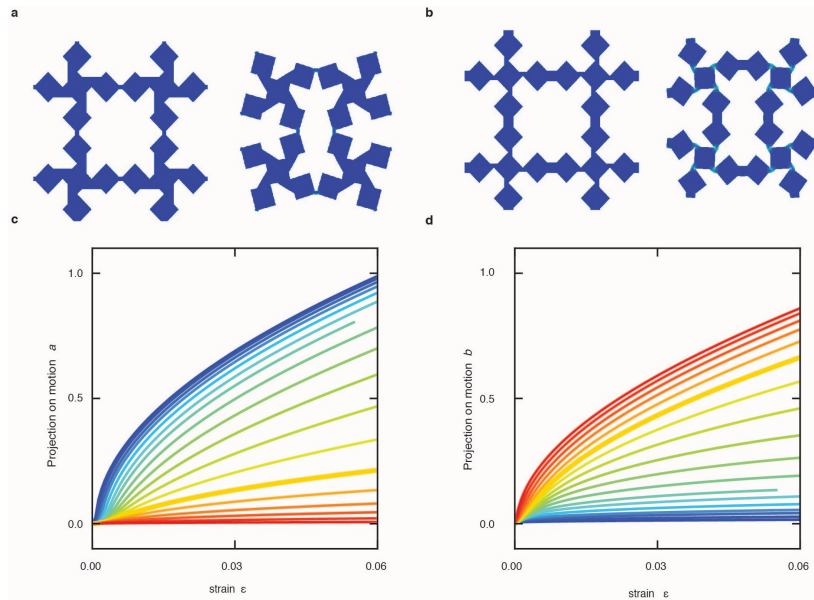 a
b
c
d
1.0
0.5
0.0
Projection on motion a
0.00
0.03
0.06
strain ε
1.0
0.5
0.0
Projection on motion b
0.00
0.03
0.06
strain ε